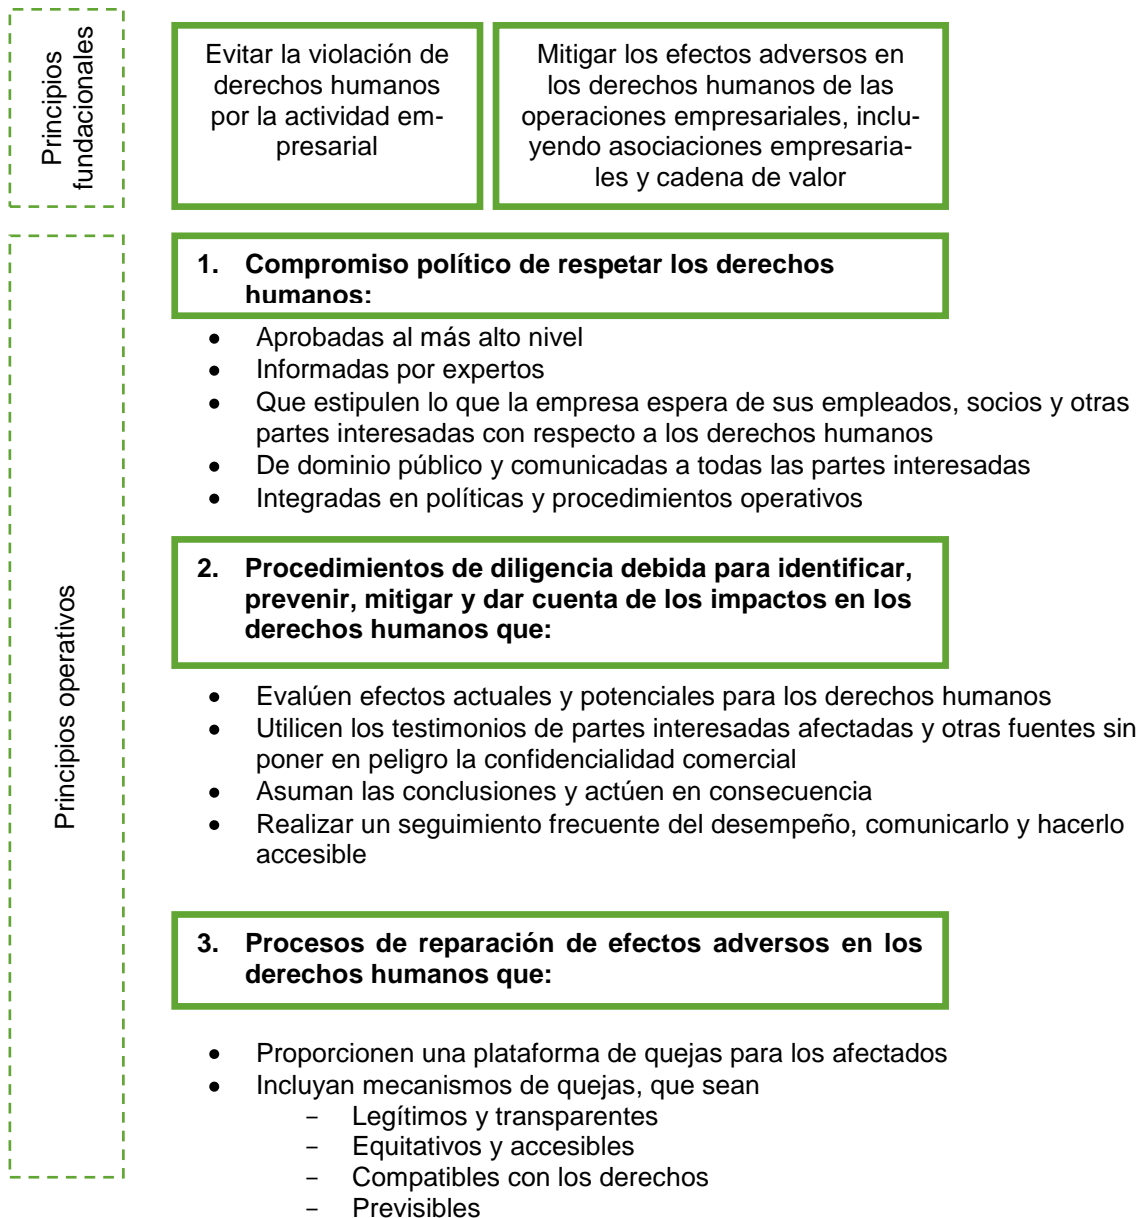 Principios
fundacionales
Evitar la violación de
derechos humanos
por la actividad em-
presarial
Mitigar los efectos adversos en
los derechos humanos de las
operaciones empresariales, inclu-
yendo asociaciones empresaria-
les y cadena de valor
Principios operativos
1. Compromiso político de respetar los derechos
humanos:
• Aprobadas al más alto nivel
• Informadas por expertos
• Que estipulen lo que la empresa espera de sus empleados, socios y otras
partes interesadas con respecto a los derechos humanos
• De dominio público y comunicadas a todas las partes interesadas
• Integradas en políticas y procedimientos operativos
2. Procedimientos de diligencia debida para identificar,
prevenir, mitigar y dar cuenta de los impactos en los
derechos humanos que:
• Evalúen efectos actuales y potenciales para los derechos humanos
• Utilicen los testimonios de partes interesadas afectadas y otras fuentes sin
poner en peligro la confidencialidad comercial
• Asuman las conclusiones y actúen en consecuencia
• Realizar un seguimiento frecuente del desempeño, comunicarlo y hacerlo
accesible
3. Procesos de reparación de efectos adversos en los
derechos humanos que:
• Proporcionen una plataforma de quejas para los afectados
• Incluyan mecanismos de quejas, que sean
- Legítimos y transparentes
- Equitativos y accesibles
- Compatibles con los derechos
- Previsibles